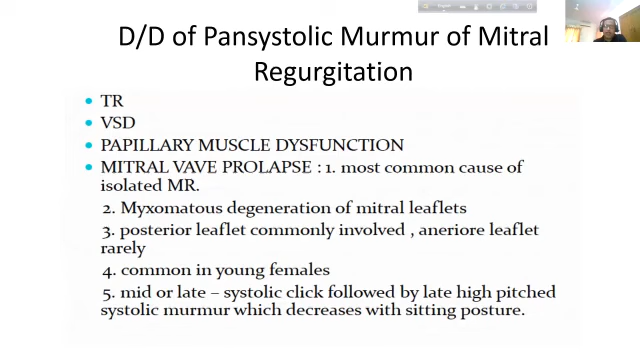 D/D of Pansystolic Murmur of Mitral
Regurgitation
TR
VSD
PAPILLARY MUSCLE DYSFUNCTION
MITRAL VAVE PROLAPSE : 1. most common cause of
isolated MR.
2. Myxomatous degeneration of mitral leaflets
3. posterior leaflet commonly involved , aneriore leaflet
rarely
4. common in young females
5. mid or late – systolic click followed by late high pitched
systolic murmur which decreases with sitting posture.